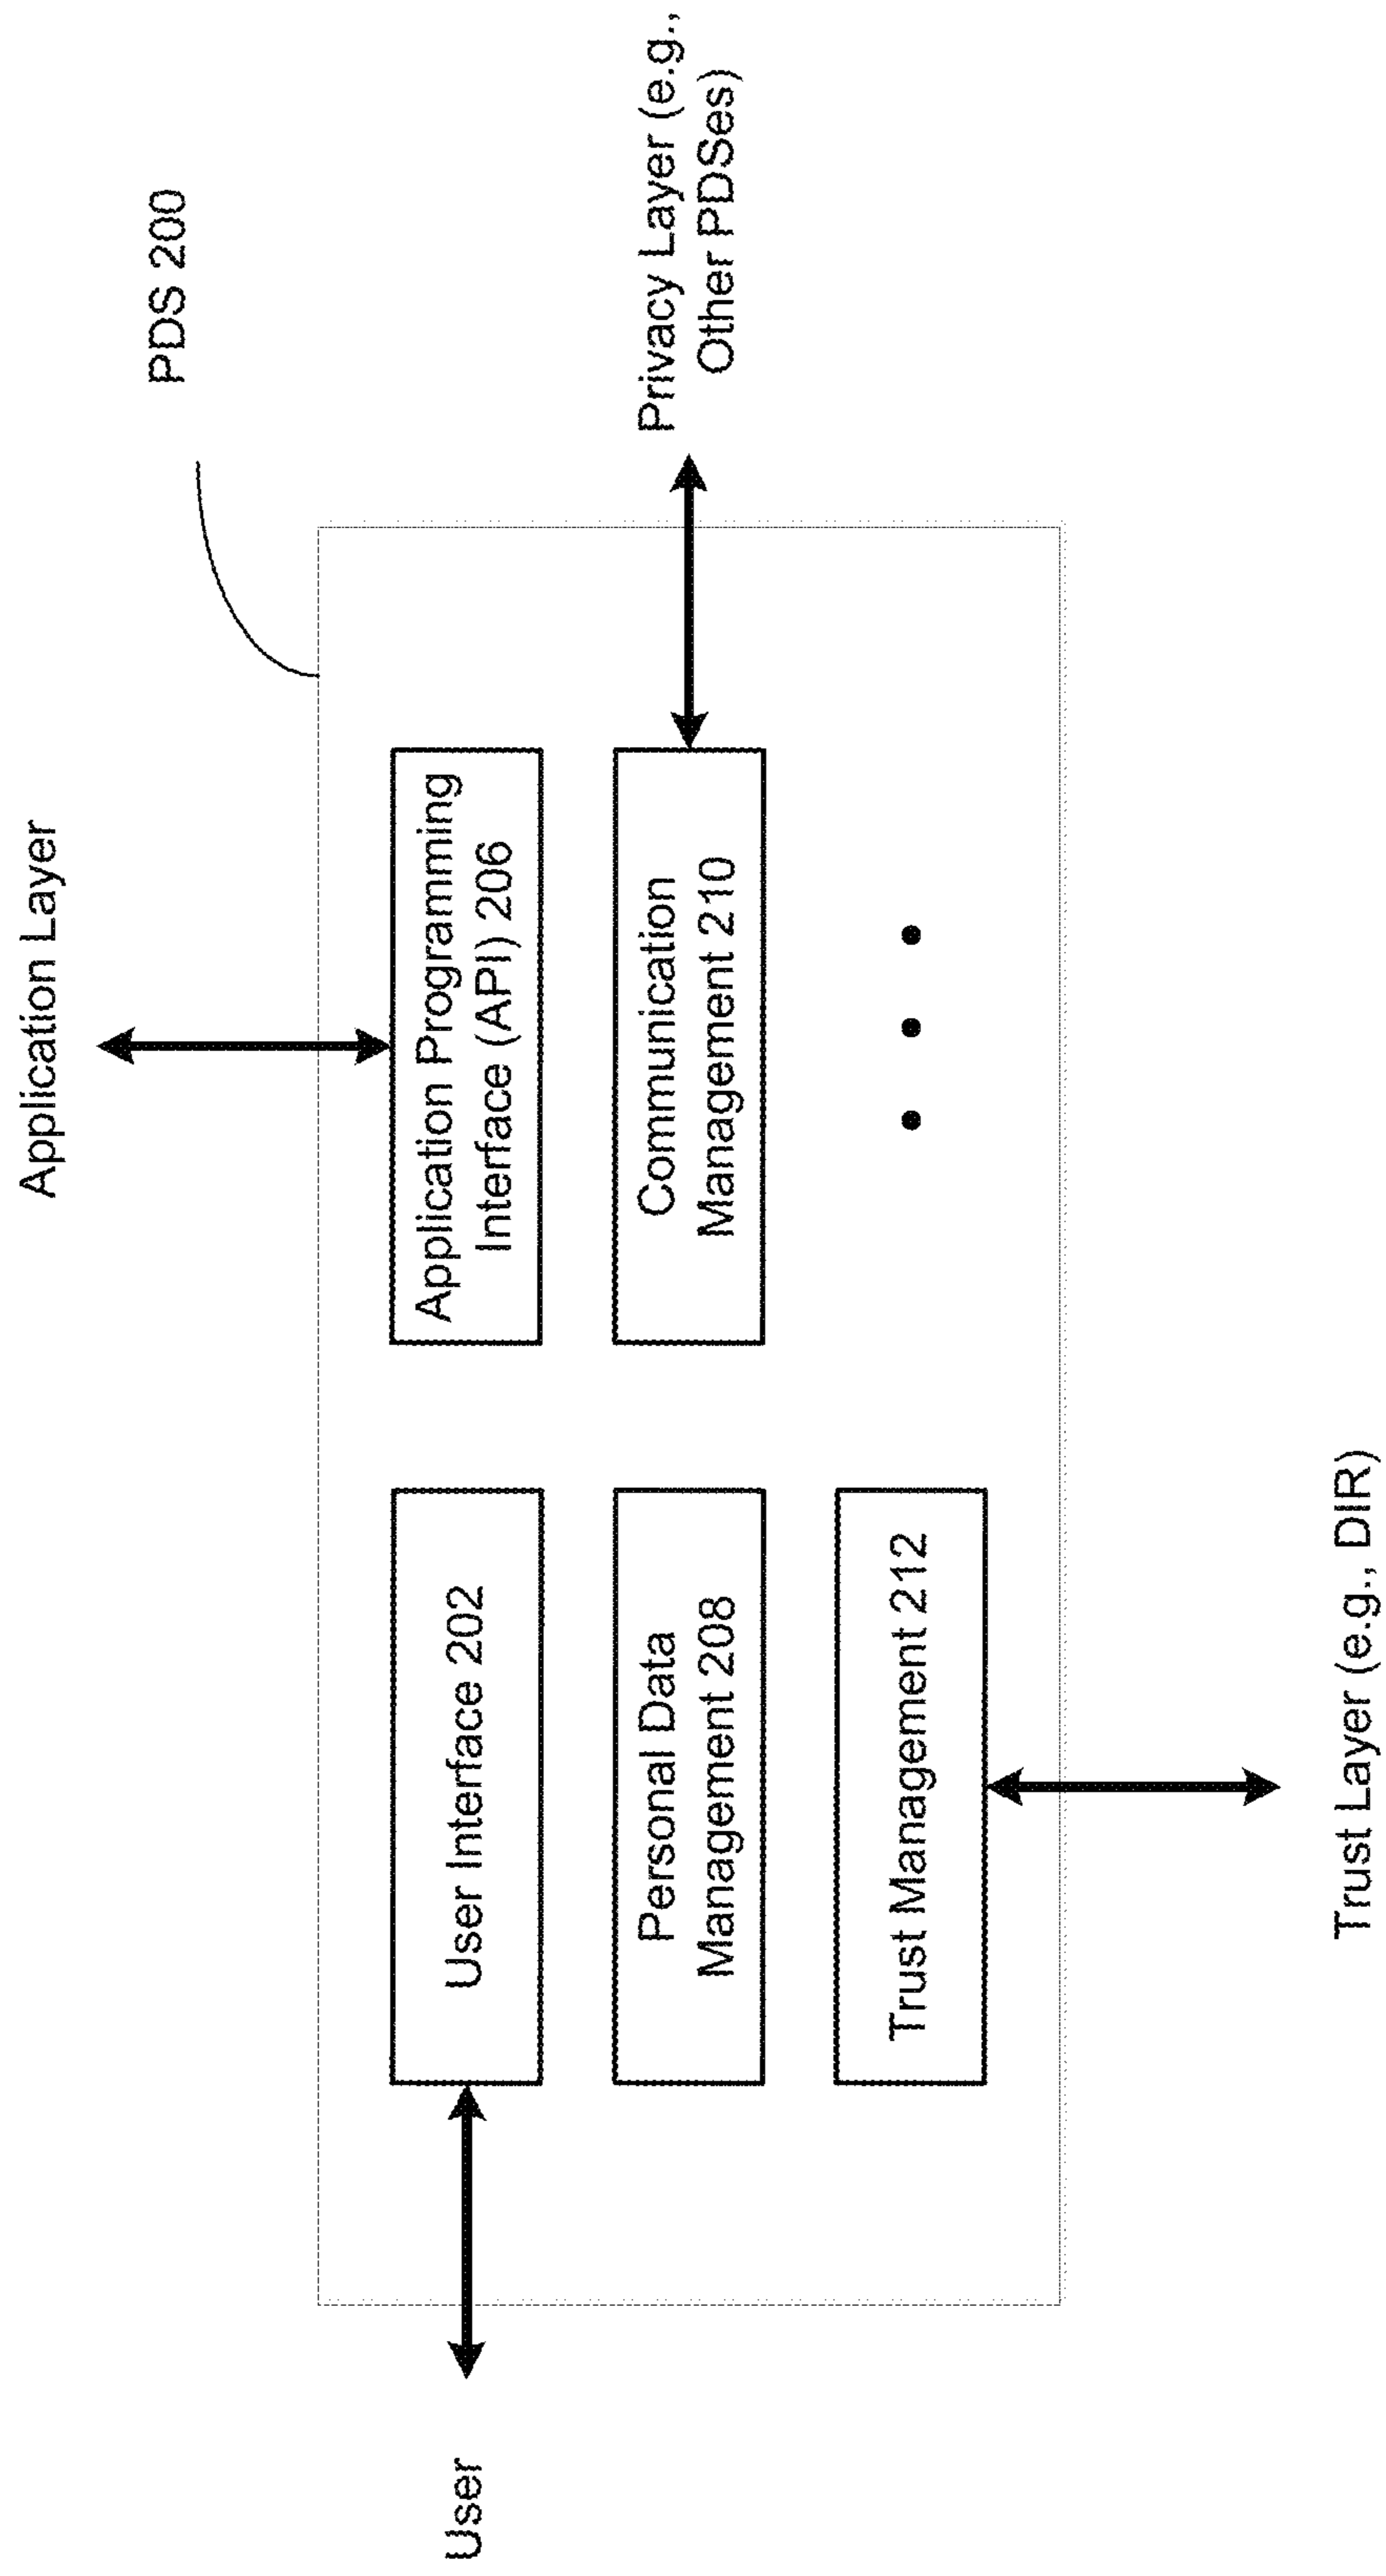 Application Layer
PDS 200
User
User Interface 202
Application Programming
Interface (API) 206
Personal Data
Management 208
Communication
Management 210
Privacy Layer (e.g.,
Other PDSes)
Trust Management 212
Trust Layer (e.g., DIR)